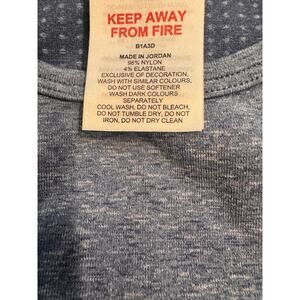 KEEP AWAY
FROM FIRE
B1A3D
MADE IN JORDAN
96% NYLON
4% ELASTANE
EXCLUSIVE OF DECORATION,
WASH WITH SIMILAR COLOURS,
DO NOT USE SOFTENER
WASH DARK COLOURS
SEPARATELY
COOL WASH, DO NOT BLEACH,
DO NOT TUMBLE DRY, DO NOT
IRON, DO NOT DRY CLEAN